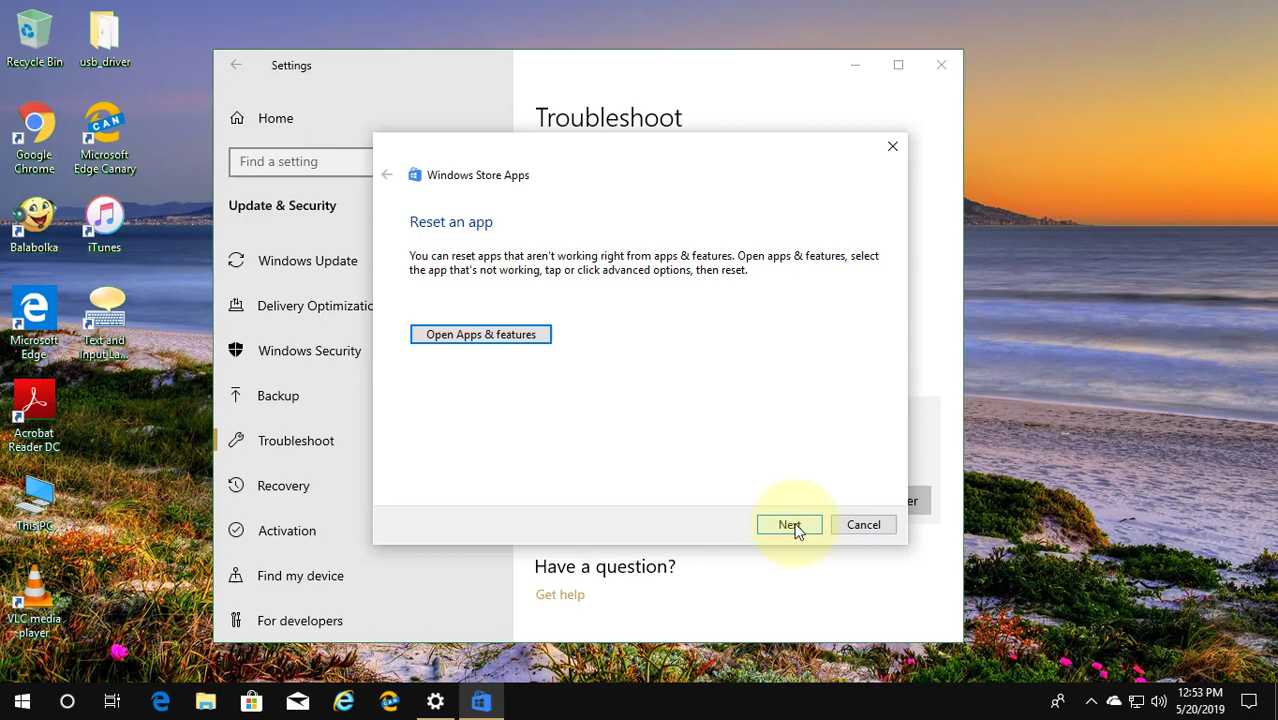 Recycle Bin
usb_driver
Google
Chrome
CAN
Microsoft
Edge Canary
Balabolka
iTunes
Microsoft
Edge
Text and
Input La...
Acrobat
Reader DC
This PC
VLC media
player
Settings
Home
Find a setting
Update & Security
Windows Update
Delivery Optimizatio
Windows Security
Backup
Troubleshoot
Recovery
Activation
Find my device
For developers
Troubleshoot
Windows Store Apps
Reset an app
You can reset apps that aren't working right from apps & features. Open apps & features, select
the app that's not working, tap or click advanced options, then reset.
Open Apps & features
Next
Cancel
er
Have a question?
Get help
12:53 PM
5/20/2019